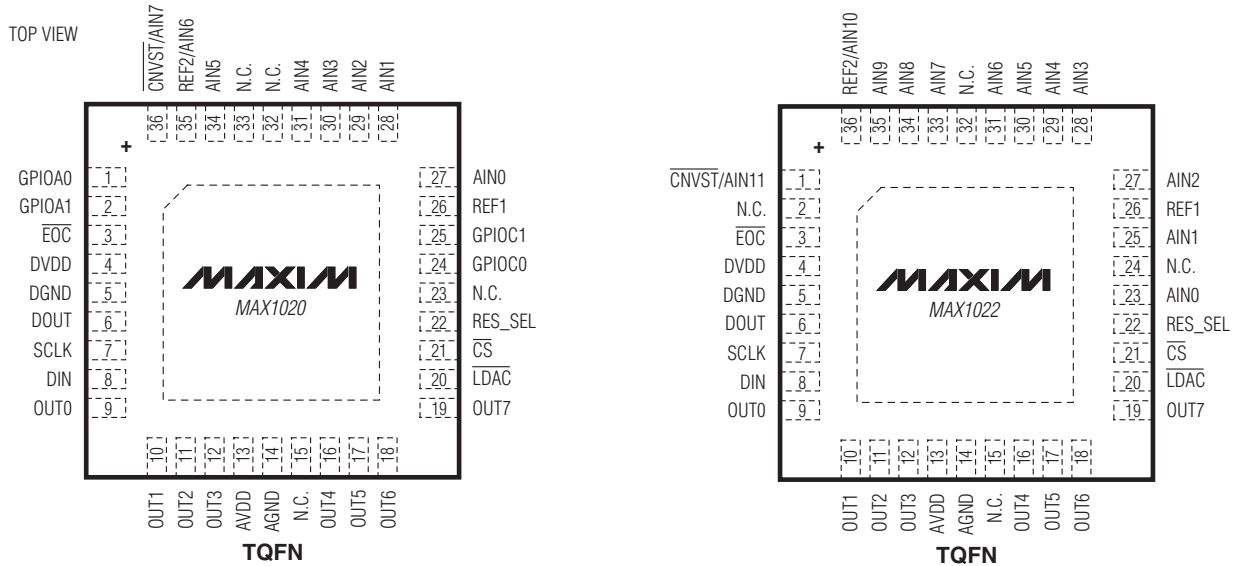 TOP VIEW
CNVST/AIN7
REF2/AIN6
AIN5
N.C.
N.C.
AIN4
AIN3
AIN2
AIN1
36
35
34
33
32
31
30
29
28
+
GPIOA0 1
GPIOA1 2
EOC 3
DVDD 4
DGND 5
DOUT 6
SCLK 7
DIN 8
OUT0 9
27 AIN0
26 REF1
25 GPIOC1
24 GPIOC0
23 N.C.
22 RES_SEL
21 CS
20 LDAC
19 OUT7
MAXIM
MAX1020
10
11
12
13
14
15
16
17
18
OUT1
OUT2
OUT3
AVDD
AGND
N.C.
OUT4
OUT5
OUT6
TQFN
REF2/AIN10
AIN9
AIN8
AIN7
N.C.
AIN6
AIN5
AIN4
AIN3
36
35
34
33
32
31
30
29
28
+
CNVST/AIN11 1
N.C. 2
EOC 3
DVDD 4
DGND 5
DOUT 6
SCLK 7
DIN 8
OUT0 9
27 AIN2
26 REF1
25 AIN1
24 N.C.
23 AIN0
22 RES_SEL
21 CS
20 LDAC
19 OUT7
MAXIM
MAX1022
10
11
12
13
14
15
16
17
18
OUT1
OUT2
OUT3
AVDD
AGND
N.C.
OUT4
OUT5
OUT6
TQFN